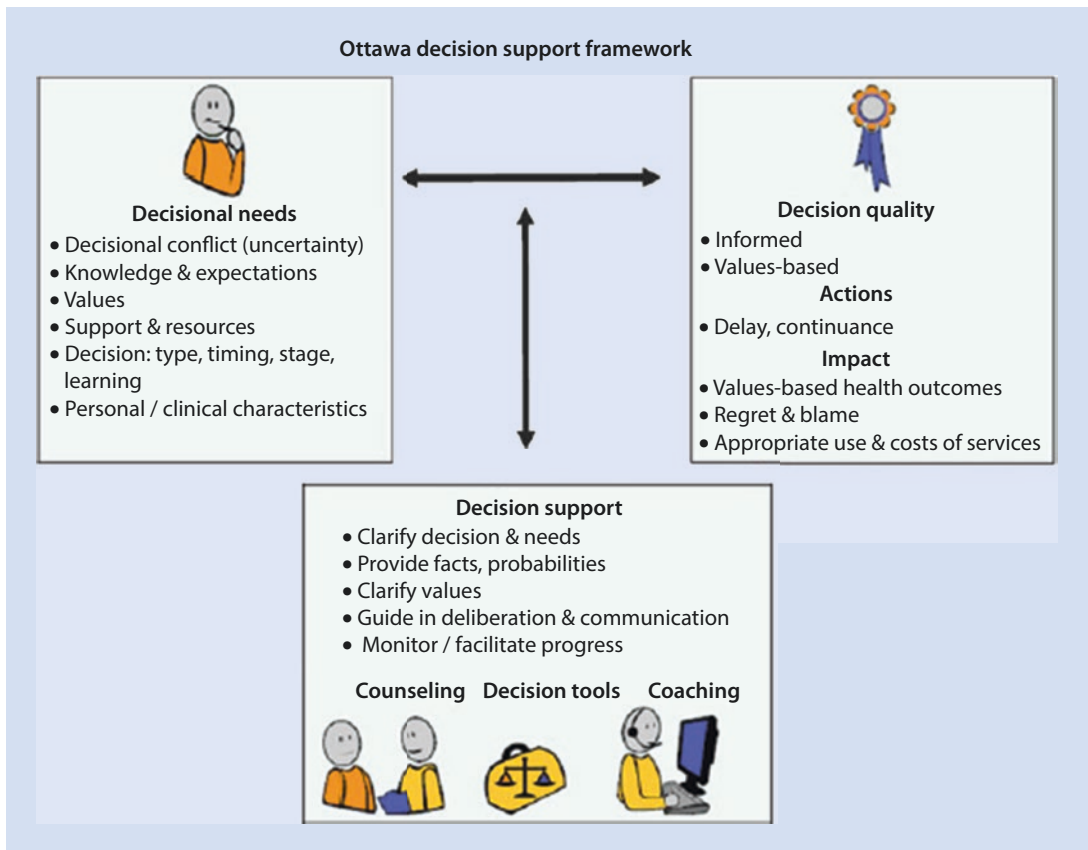 Ottawa decision support framework
Decisional needs
• Decisional conflict (uncertainty)
• Knowledge & expectations
• Values
• Support & resources
• Decision: type, timing, stage,
learning
• Personal / clinical characteristics
Decision quality
• Informed
• Values-based
Actions
• Delay, continuance
Impact
• Values-based health outcomes
• Regret & blame
• Appropriate use & costs of services
Decision support
• Clarify decision & needs
• Provide facts, probabilities
• Clarify values
• Guide in deliberation & communication
• Monitor / facilitate progress
Counseling Decision tools Coaching